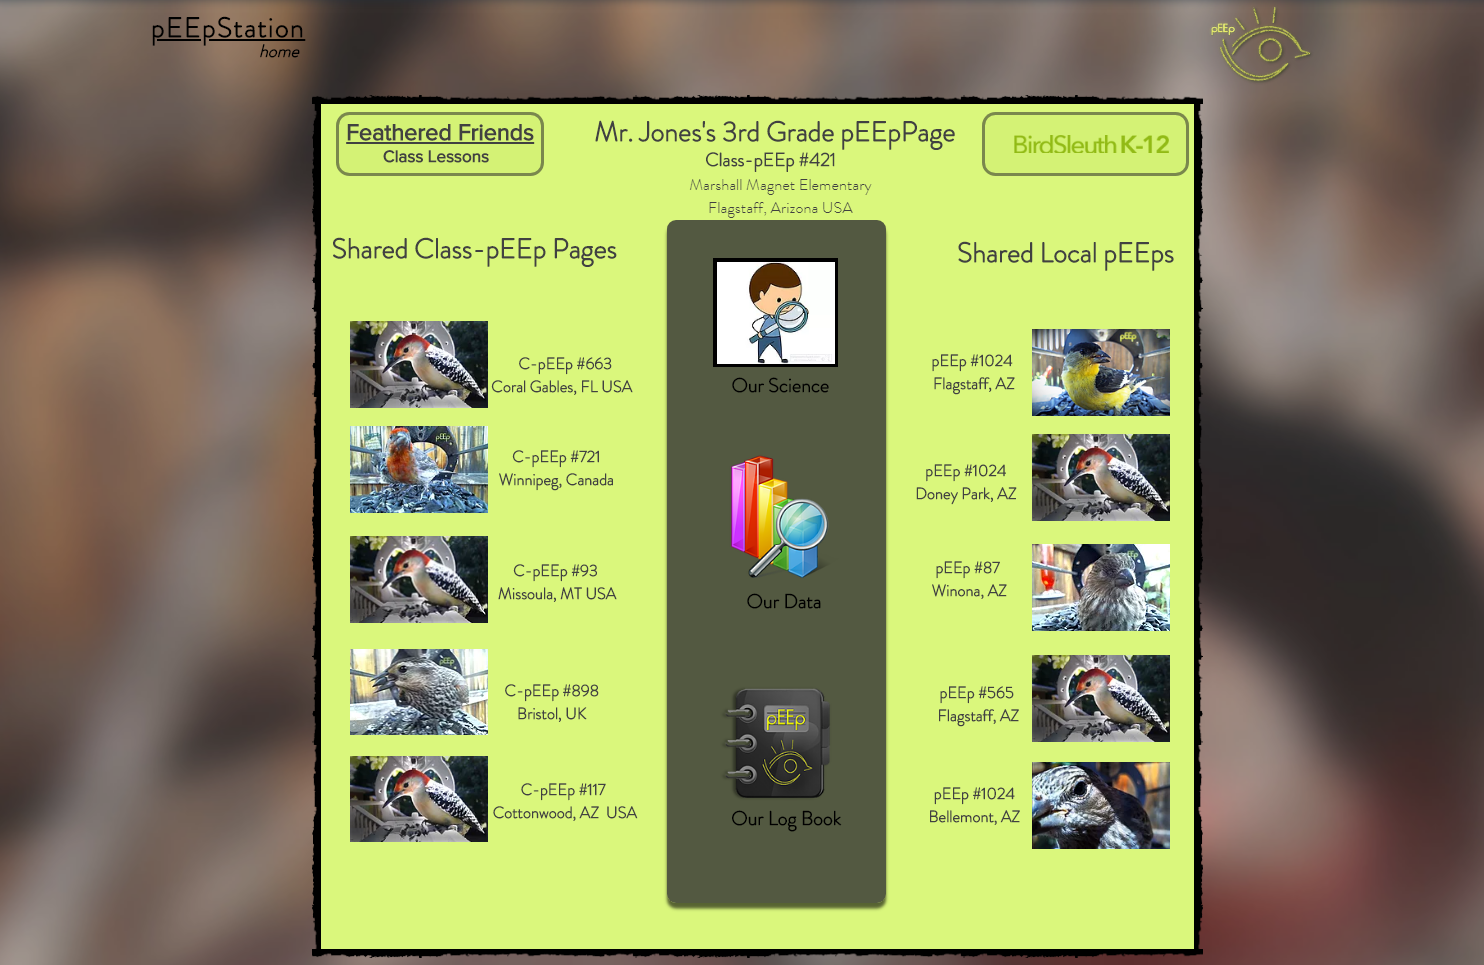 pEEpStation
home
pEEp
Feathered Friends
Class Lessons
Mr. Jones's 3rd Grade pEEpPage
Class-pEEp #421
Marshall Magnet Elementary
Flagstaff, Arizona USA
BirdSleuth K-12
Shared Class-pEEp Pages
C-pEEp #663
Coral Gables, FL USA
pEEp
C-pEEp #721
Winnipeg, Canada
C-pEEp #93
Missoula, MT USA
pEEp
C-pEEp #898
Bristol, UK
C-pEEp #117
Cottonwood, AZ USA
Our Science
Our Data
pEEp
Our Log Book
Shared Local pEEps
pEEp
pEEp #1024
Flagstaff, AZ
pEEp #1024
Doney Park, AZ
pEEp
pEEp #87
Winona, AZ
pEEp #565
Flagstaff, AZ
pEEp #1024
Bellemont, AZ